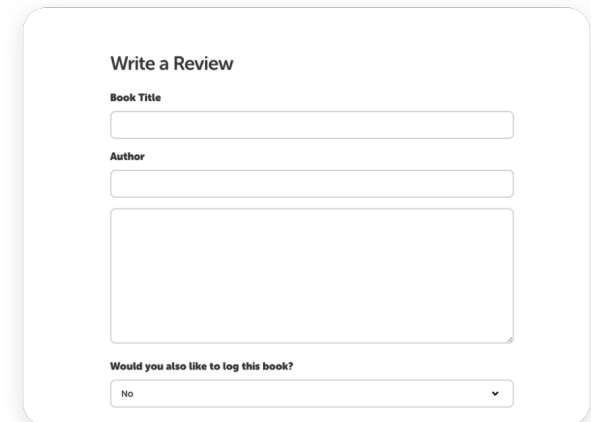 Write a Review
Book Title
Author
Would you also like to log this book?
No